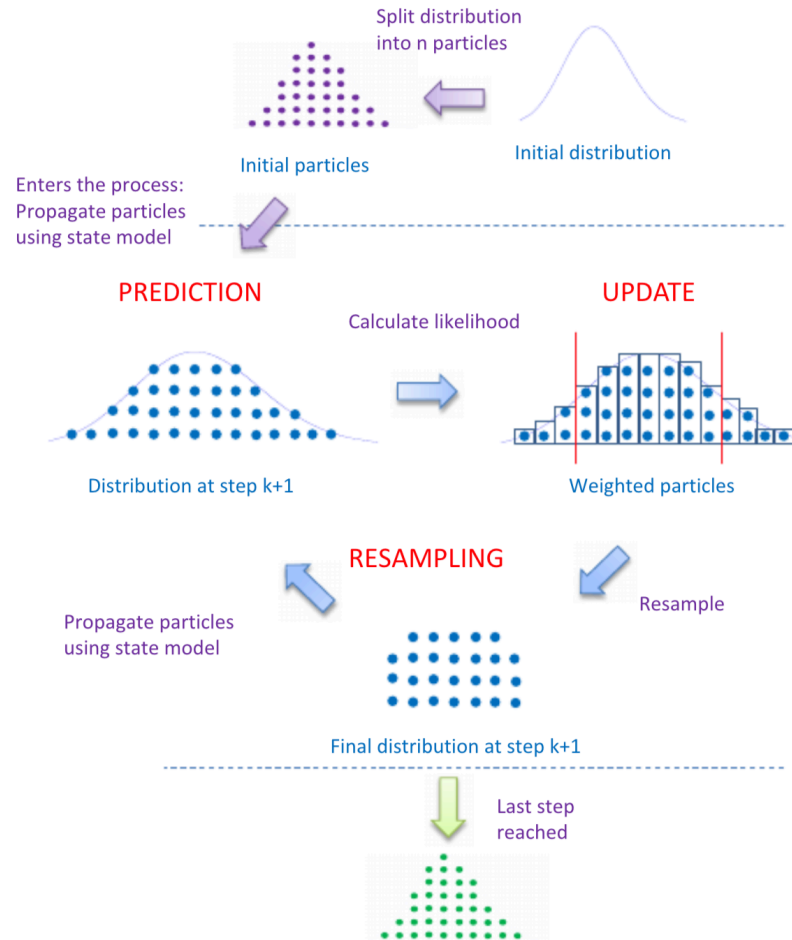 Split distribution
into n particles
Initial particles
Initial distribution
Enters the process:
Propagate particles
using state model
PREDICTION
UPDATE
Calculate likelihood
Distribution at step k+1
Weighted particles
RESAMPLING
Resample
Propagate particles
using state model
Final distribution at step k+1
Last step
reached